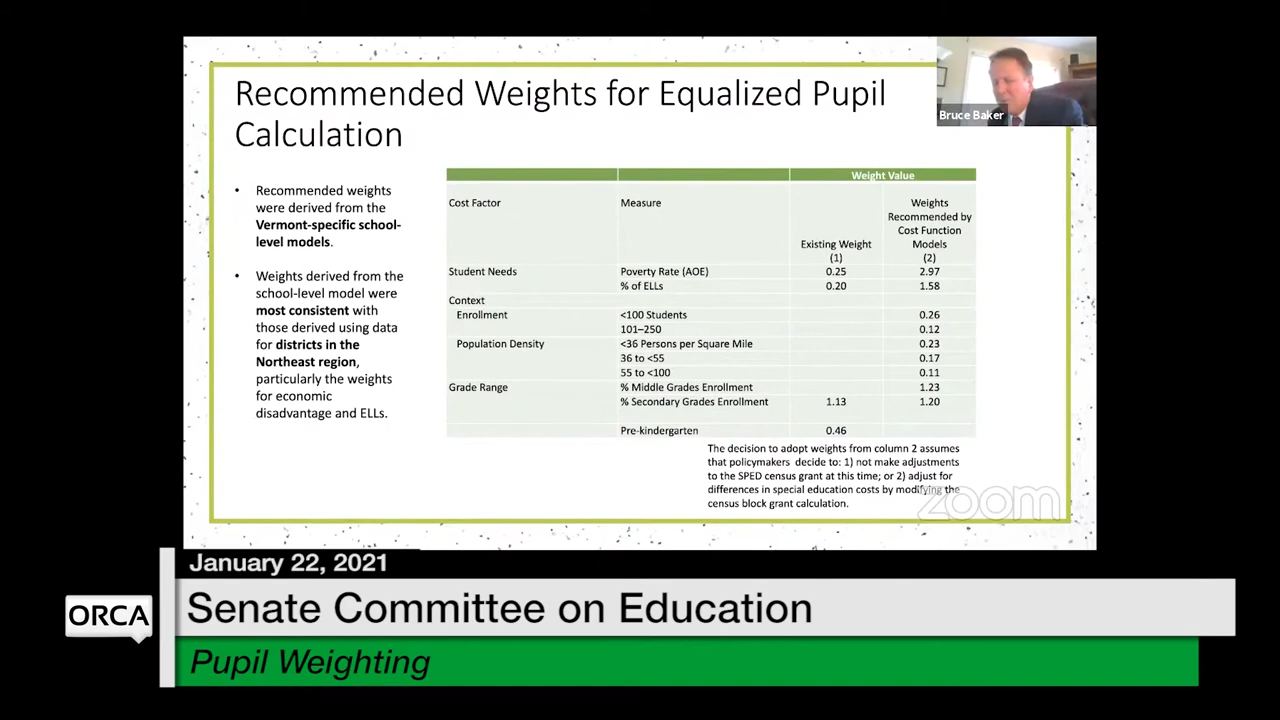 Recommended Weights for Equalized Pupil
Calculation
Bruce Baker
• Recommended weights
were derived from the
Vermont-specific school-
level models.
• Weights derived from the
school-level model were
most consistent with
those derived using data
for districts in the
Northeast region,
particularly the weights
for economic
disadvantage and ELLs.
Weight Value
Cost Factor Measure Existing Weight (1) Weights Recommended by Cost Function Models (2)
Student Needs Poverty Rate (AOE) 0.25 2.97
% of ELLs 0.20 1.58
Context
Enrollment <100 Students 0.26
101–250 0.12
Population Density <36 Persons per Square Mile 0.23
36 to <55 0.17
55 to <100 0.11
Grade Range % Middle Grades Enrollment 1.23
% Secondary Grades Enrollment 1.13 1.20
Pre-kindergarten 0.46
The decision to adopt weights from column 2 assumes
that policymakers decide to: 1) not make adjustments
to the SPED census grant at this time; or 2) adjust for
differences in special education costs by modifying the
census block grant calculation.
zoom
January 22, 2021
ORCA
Senate Committee on Education
Pupil Weighting